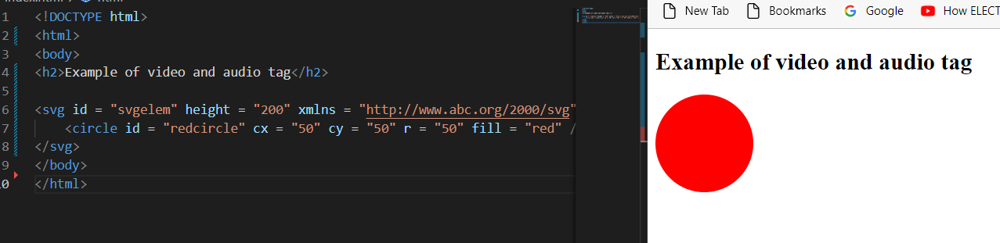 1 <!DOCTYPE html>
2 <html>
3 <body>
4 <h2>Example of video and audio tag</h2>
5
6 <svg id = "svgelem" height = "200" xmlns = "http://www.abc.org/2000/svg"
7 <circle id = "redcircle" cx = "50" cy = "50" r = "50" fill = "red" /
8 </svg>
9 </body>
10 </html>
New Tab Bookmarks Google How ELECT
Example of video and audio tag